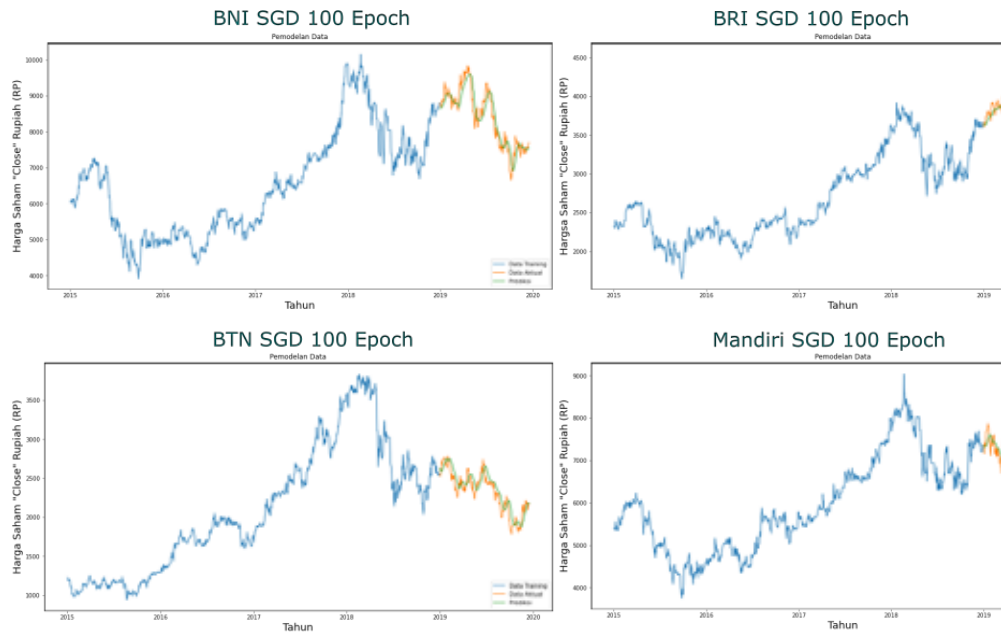 BNI SGD 100 Epoch
Pemodelan Data
Harga Saham "Close" Rupiah (RP)
10000
9000
8000
7000
6000
5000
4000
2015 2016 2017 2018 2019 2020
Tahun
Data Training
Data Aktual
Prediksi
BRI SGD 100 Epoch
Pemodelan Data
Hargsa Saham "Close" Rupiah (RP)
4500
4000
3500
3000
2500
2000
2015 2016 2017 2018 2019
Tahun
BTN SGD 100 Epoch
Pemodelan Data
Harga Saham "Close" Rupiah (RP)
3500
3000
2500
2000
1500
1000
2015 2016 2017 2018 2019 2020
Tahun
Data Training
Data Aktual
Prediksi
Mandiri SGD 100 Epoch
Pemodelan Data
Harga Saham "Close" Rupiah (RP)
9000
8000
7000
6000
5000
4000
2015 2016 2017 2018 2019
Tahun